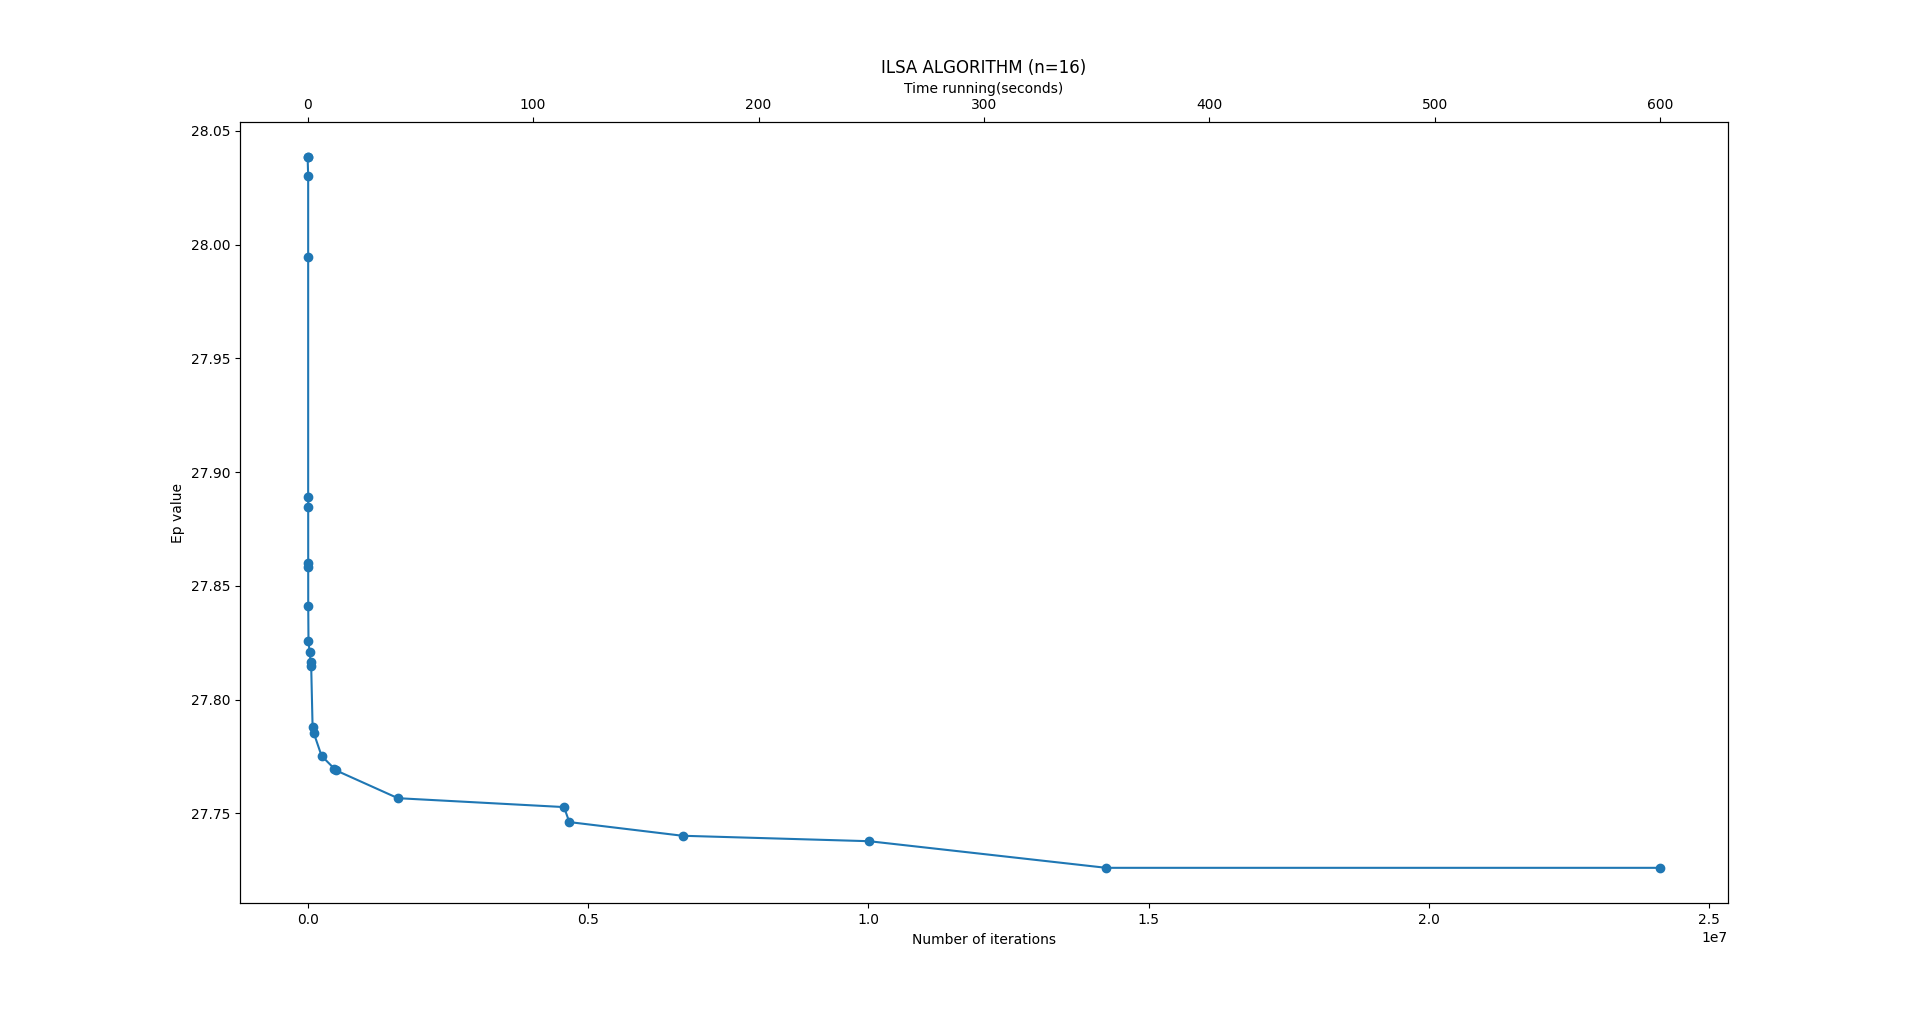 ILSA ALGORITHM (n=16)
Time running(seconds)
0 100 200 300 400 500 600
28.05
28.00
27.95
27.90
27.85
27.80
27.75
Ep value
0.0 0.5 1.0 1.5 2.0 2.5
1e7
Number of iterations